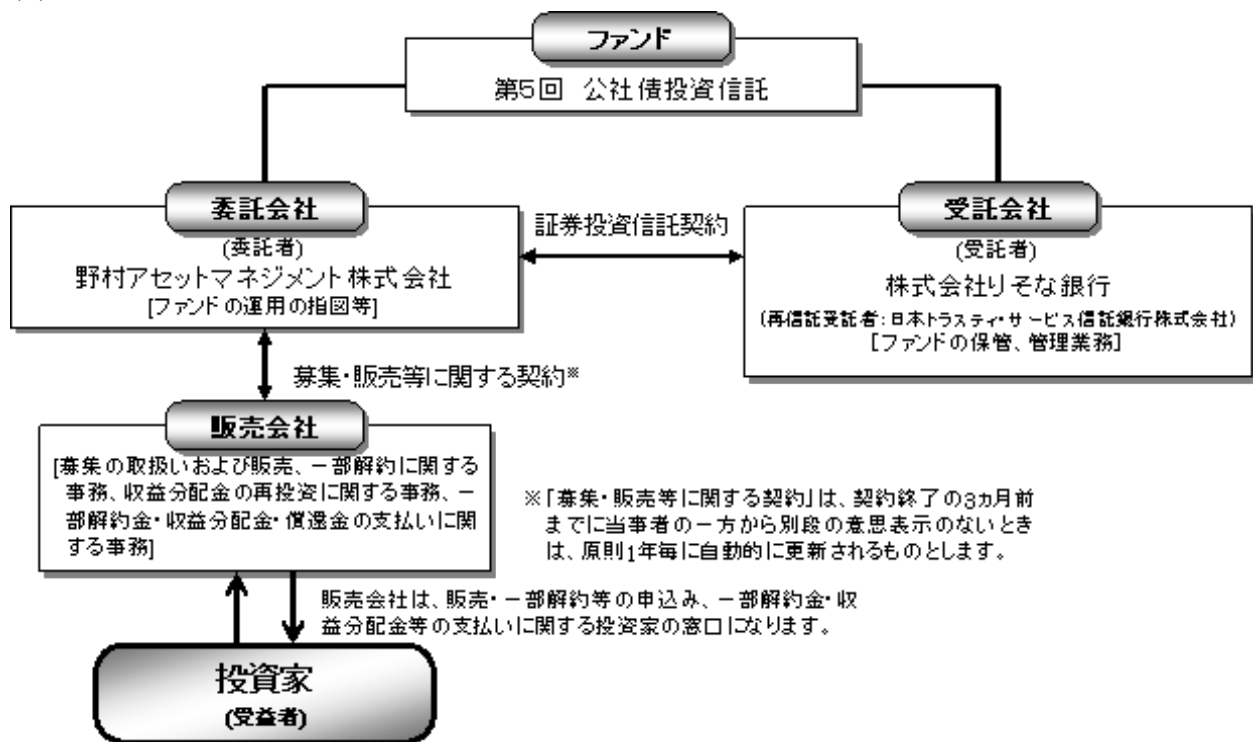 ファンド
第5回 公社債投資信託
委託会社
(委託者)
野村アセットマネジメント株式会社
[ファンドの運用の指図等]
証券投資信託契約
受託会社
(受託者)
株式会社りそな銀行
(再信託受託者:日本トラスティ・サービス信託銀行株式会社)
[ファンドの保管、管理業務]
募集・販売等に関する契約※
販売会社
[募集の取扱いおよび販売、一部解約に関する
事務、収益分配金の再投資に関する事務、一
部解約金・収益分配金・償還金の支払いに関
する事務]
※「募集・販売等に関する契約」は、契約終了の3ヵ月前
までに当事者の一方から別段の意思表示のないとき
は、原則1年毎に自動的に更新されるものとします。
販売会社は、販売・一部解約等の申込み、一部解約金・収
益分配金等の支払いに関する投資家の窓口になります。
投資家
(受益者)